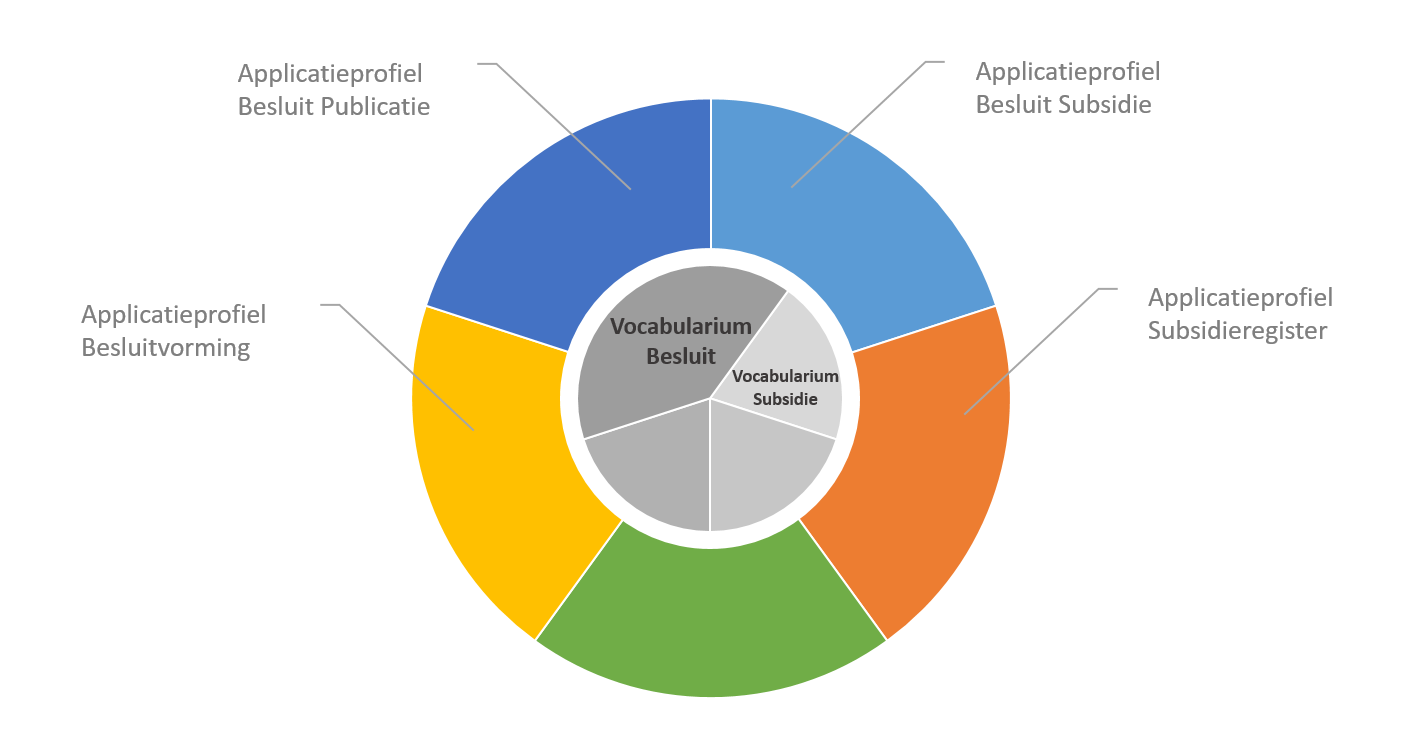 Applicatieprofiel
Besluit Publicatie
Applicatieprofiel
Besluit Subsidie
Applicatieprofiel
Besluitvorming
Vocabularium
Besluit
Vocabularium
Subsidie
Applicatieprofiel
Subsidieregister